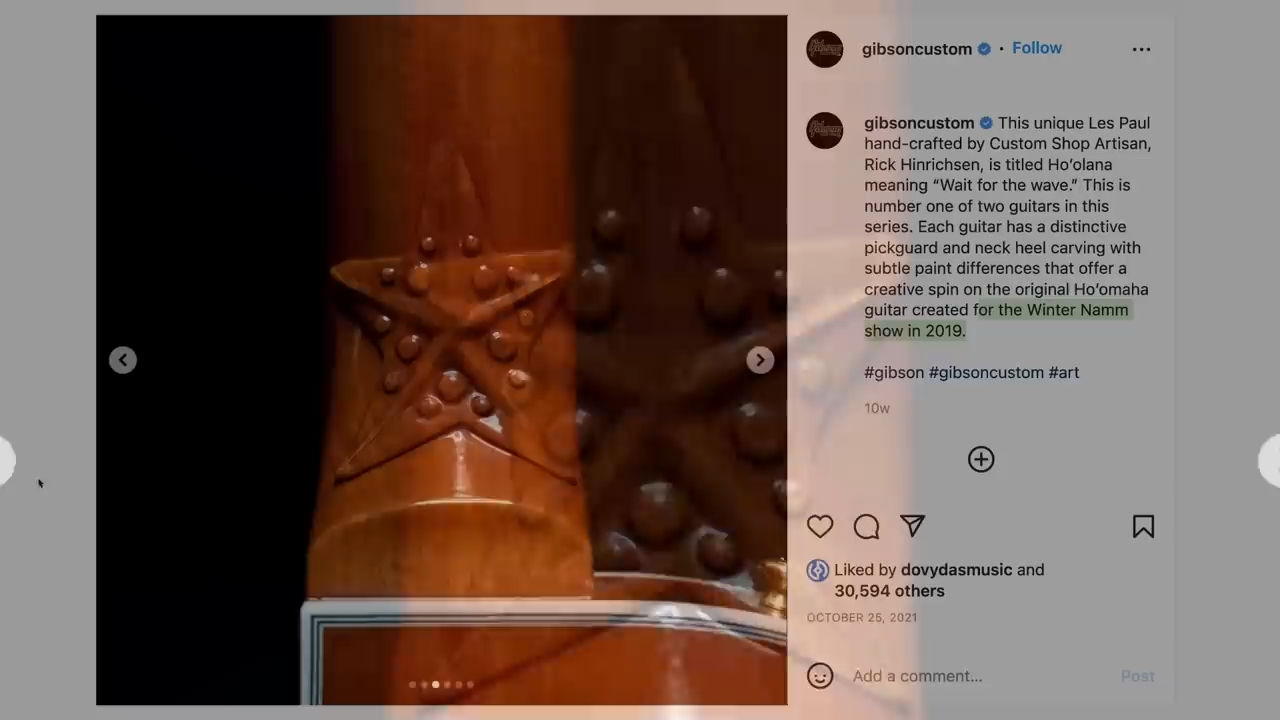 gibsoncustom • Follow
gibsoncustom This unique Les Paul
hand-crafted by Custom Shop Artisan,
Rick Hinrichsen, is titled Ho’olana
meaning “Wait for the wave.” This is
number one of two guitars in this
series. Each guitar has a distinctive
pickguard and neck heel carving with
subtle paint differences that offer a
creative spin on the original Ho’omaha
guitar created for the Winter Namm
show in 2019.
#gibson #gibsoncustom #art
10w
Liked by dovydasmusic and
30,594 others
OCTOBER 25, 2021
Add a comment... Post